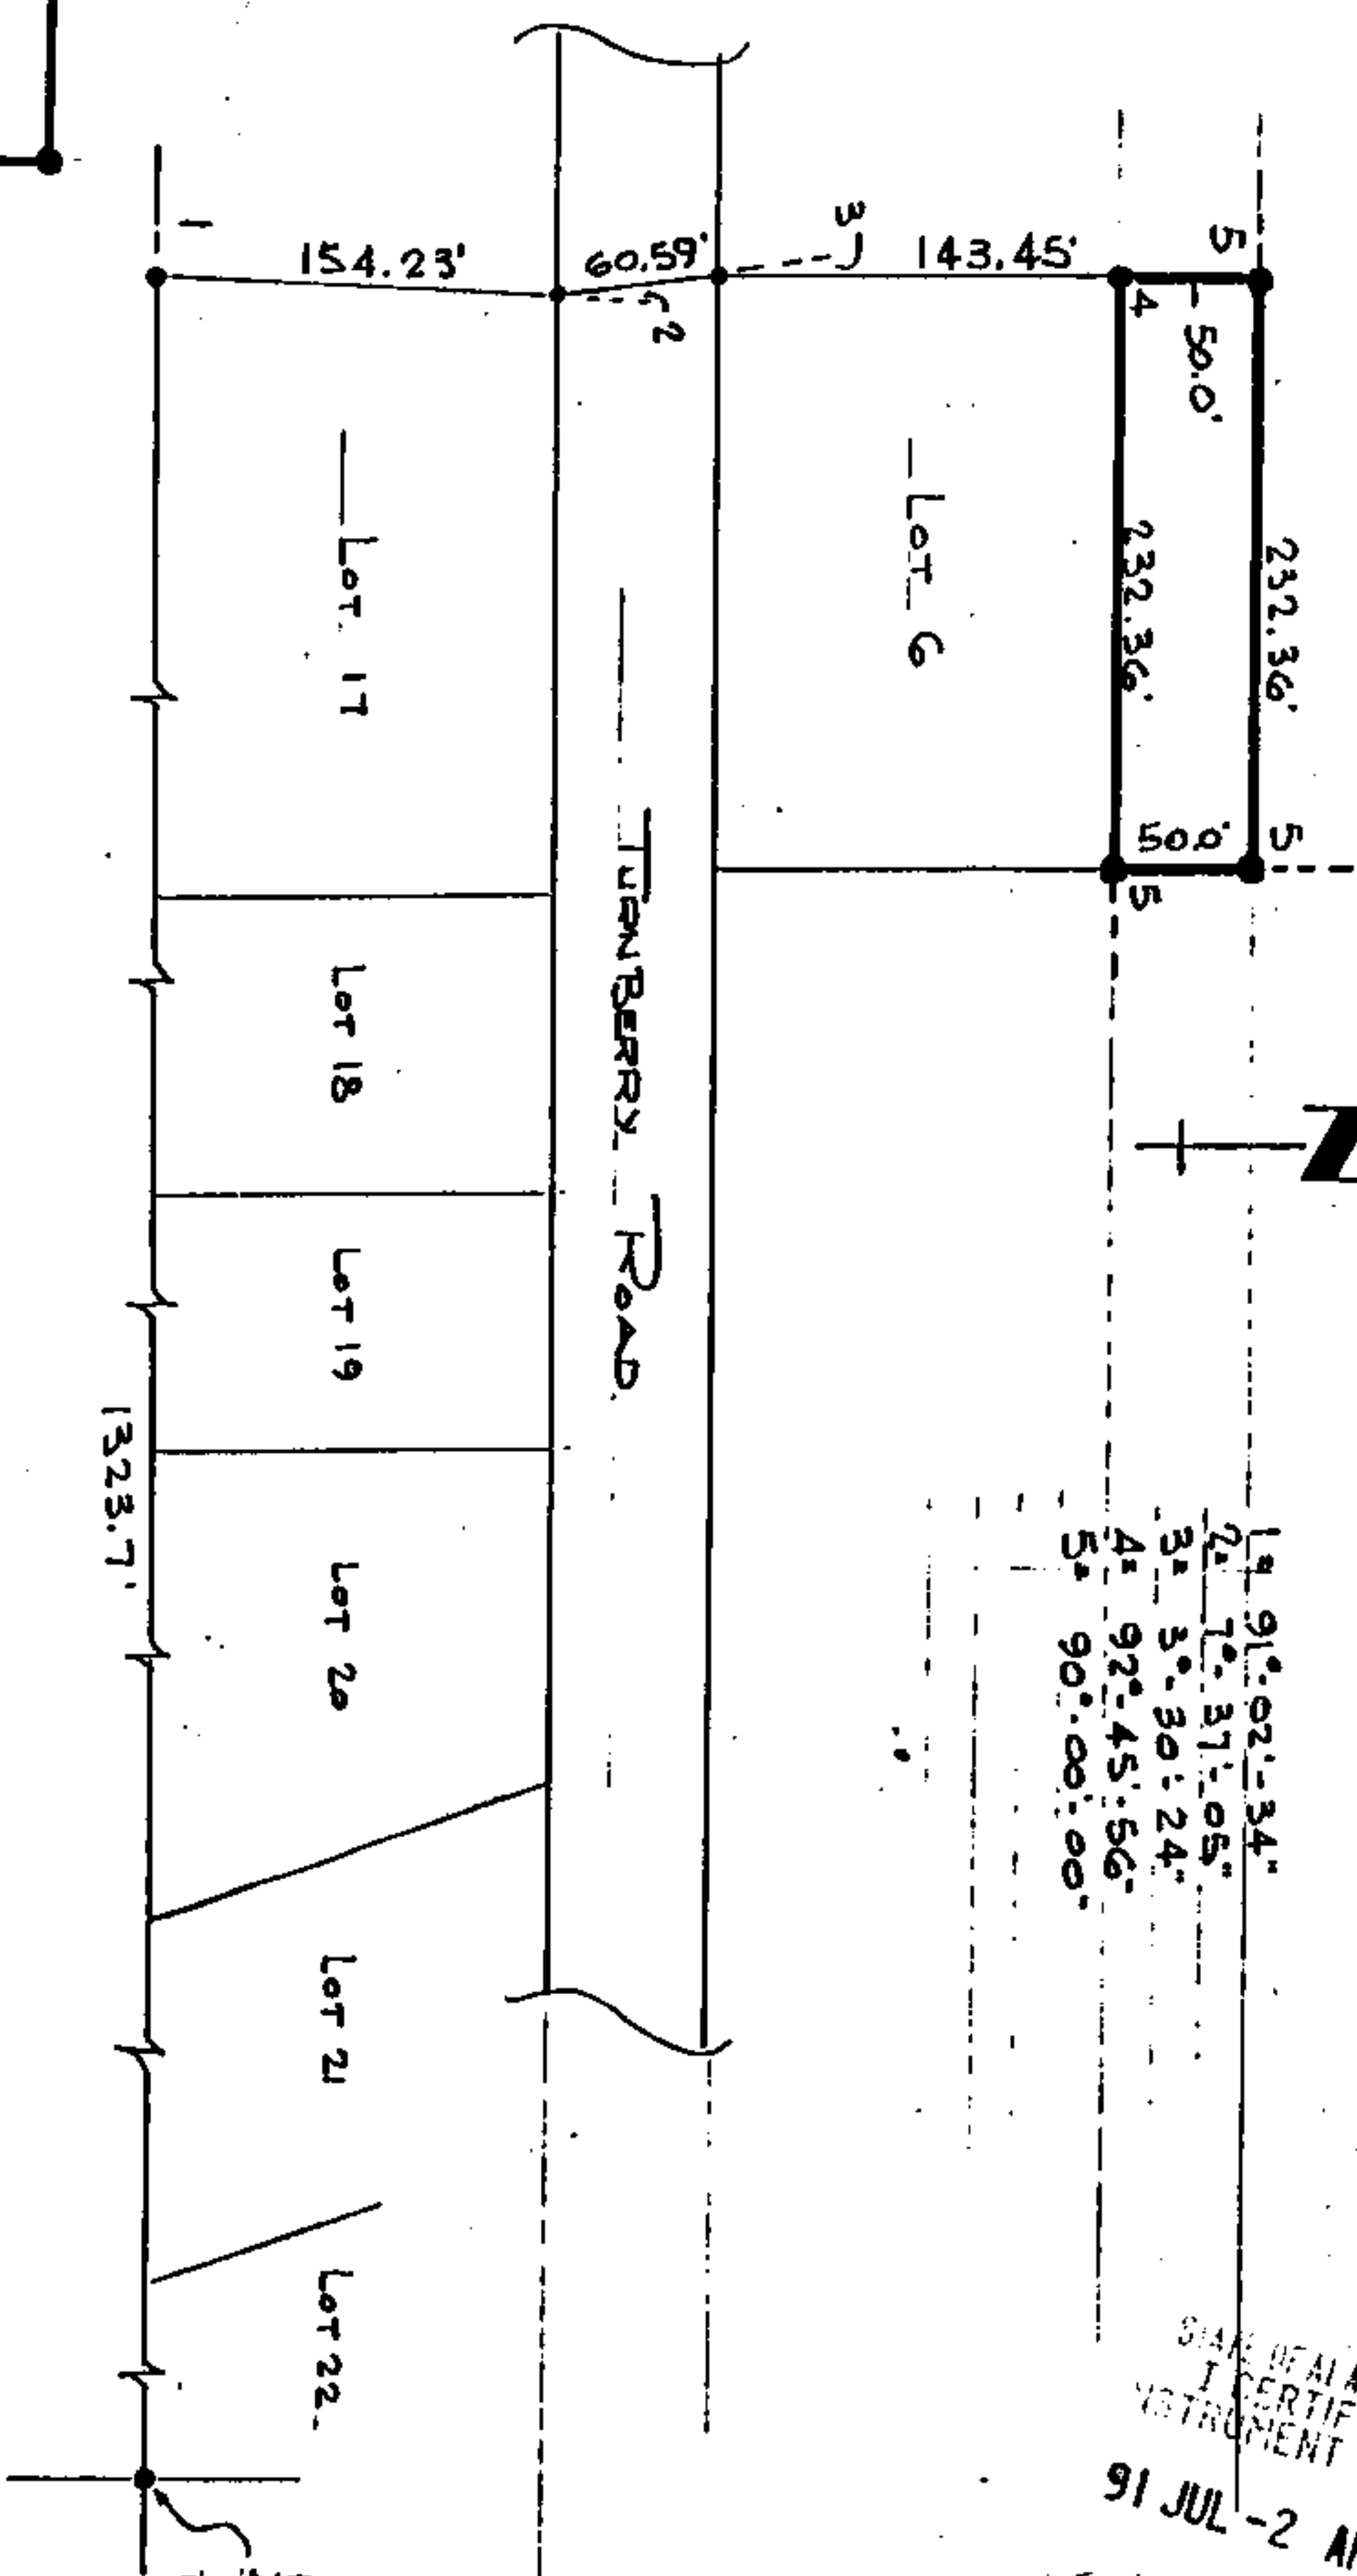 1
154.23'
60.59'
2
3
143.45'
4
5
50.0'
232.36'
232.36'
50.0'
5
5
Lot 17
Lot 6
Turnberry Road
Lot 18
Lot 19
Lot 20
Lot 21
Lot 22
1323.7'
N
1= 91°-02'-34"
2= 7°-37'-05"
3= 3°-30'-24"
4= 92°-45'-56"
5= 90°-00'-00"
I CERTIF
INSTRUMENT
91 JUL -2 A